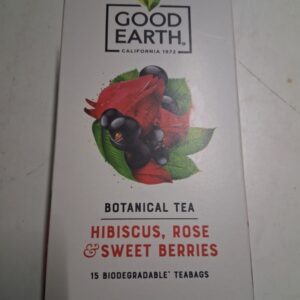 GOOD
EARTH®
CALIFORNIA 1972
BOTANICAL TEA
HIBISCUS, ROSE
& SWEET BERRIES
15 BIODEGRADABLE* TEABAGS